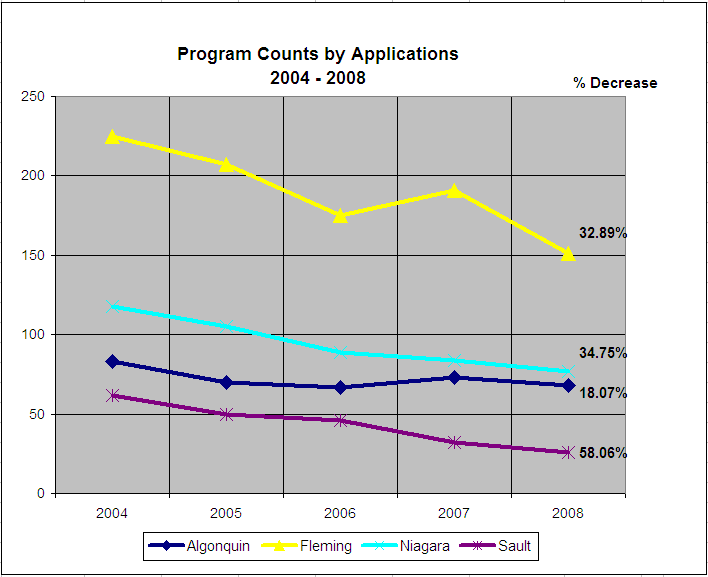 Program Counts by Applications
2004 - 2008
% Decrease
250
200
150
100
50
0
32.89%
34.75%
18.07%
58.06%
2004 2005 2006 2007 2008
Algonquin Fleming Niagara Sault